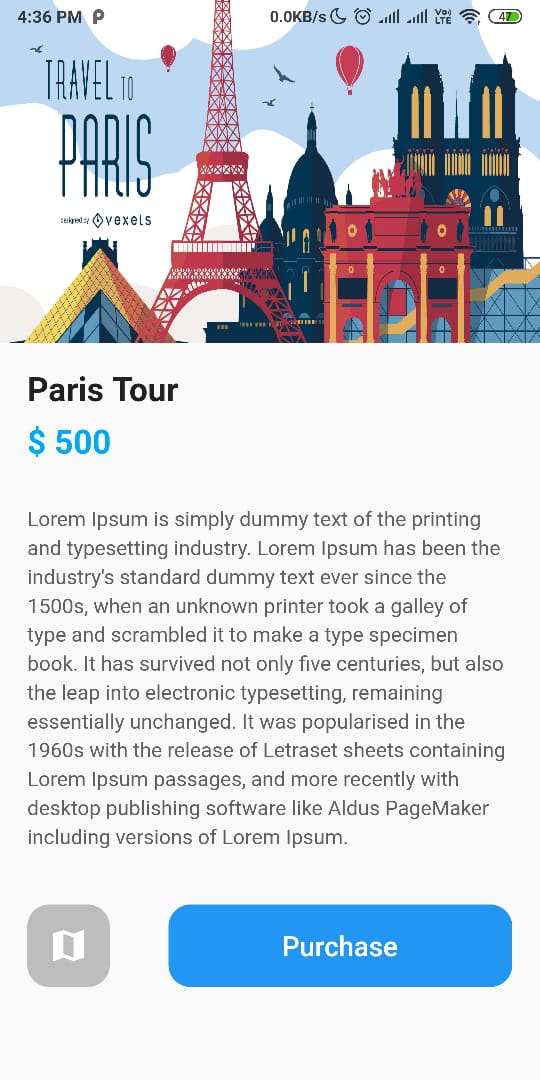 4:36 PM
0.0KB/s
Vo)) LTE
47
TRAVEL TO
PARIS
designed by vexels
Paris Tour
$ 500
Lorem Ipsum is simply dummy text of the printing
and typesetting industry. Lorem Ipsum has been the
industry's standard dummy text ever since the
1500s, when an unknown printer took a galley of
type and scrambled it to make a type specimen
book. It has survived not only five centuries, but also
the leap into electronic typesetting, remaining
essentially unchanged. It was popularised in the
1960s with the release of Letraset sheets containing
Lorem Ipsum passages, and more recently with
desktop publishing software like Aldus PageMaker
including versions of Lorem Ipsum.
Purchase